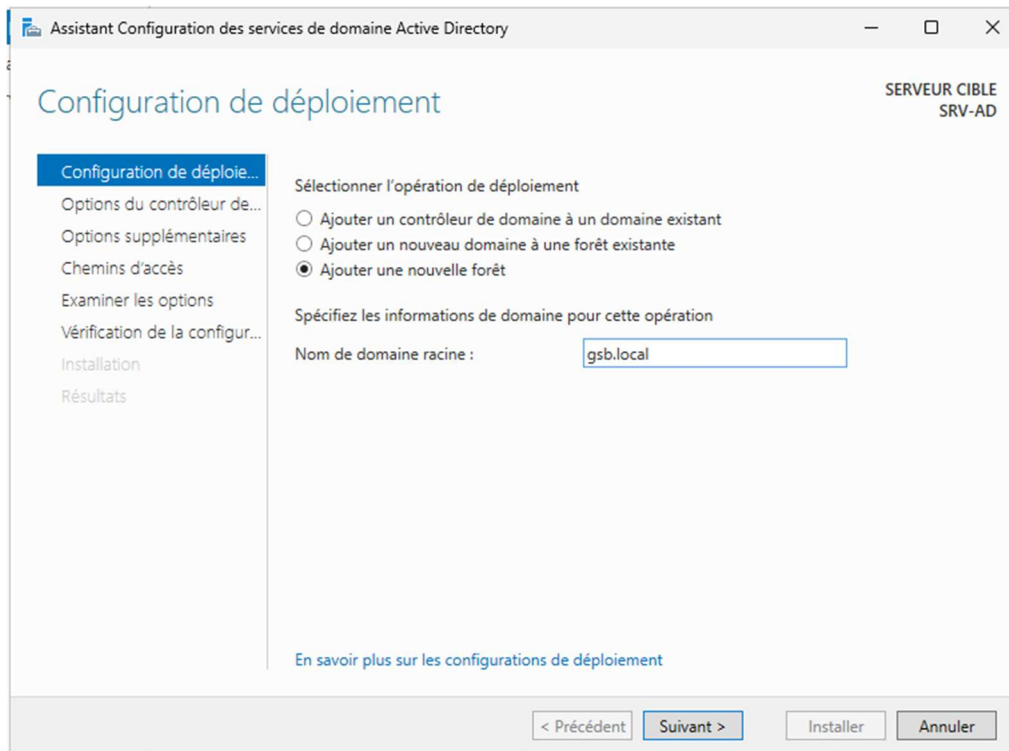 Assistant Configuration des services de domaine Active Directory
Configuration de déploiement
SERVEUR CIBLE
SRV-AD
Configuration de déploie...
Options du contrôleur de...
Options supplémentaires
Chemins d'accès
Examiner les options
Vérification de la configur...
Installation
Résultats
Sélectionner l'opération de déploiement
Ajouter un contrôleur de domaine à un domaine existant
Ajouter un nouveau domaine à une forêt existante
Ajouter une nouvelle forêt
Spécifiez les informations de domaine pour cette opération
Nom de domaine racine : gsb.local
En savoir plus sur les configurations de déploiement
< Précédent Suivant > Installer Annuler